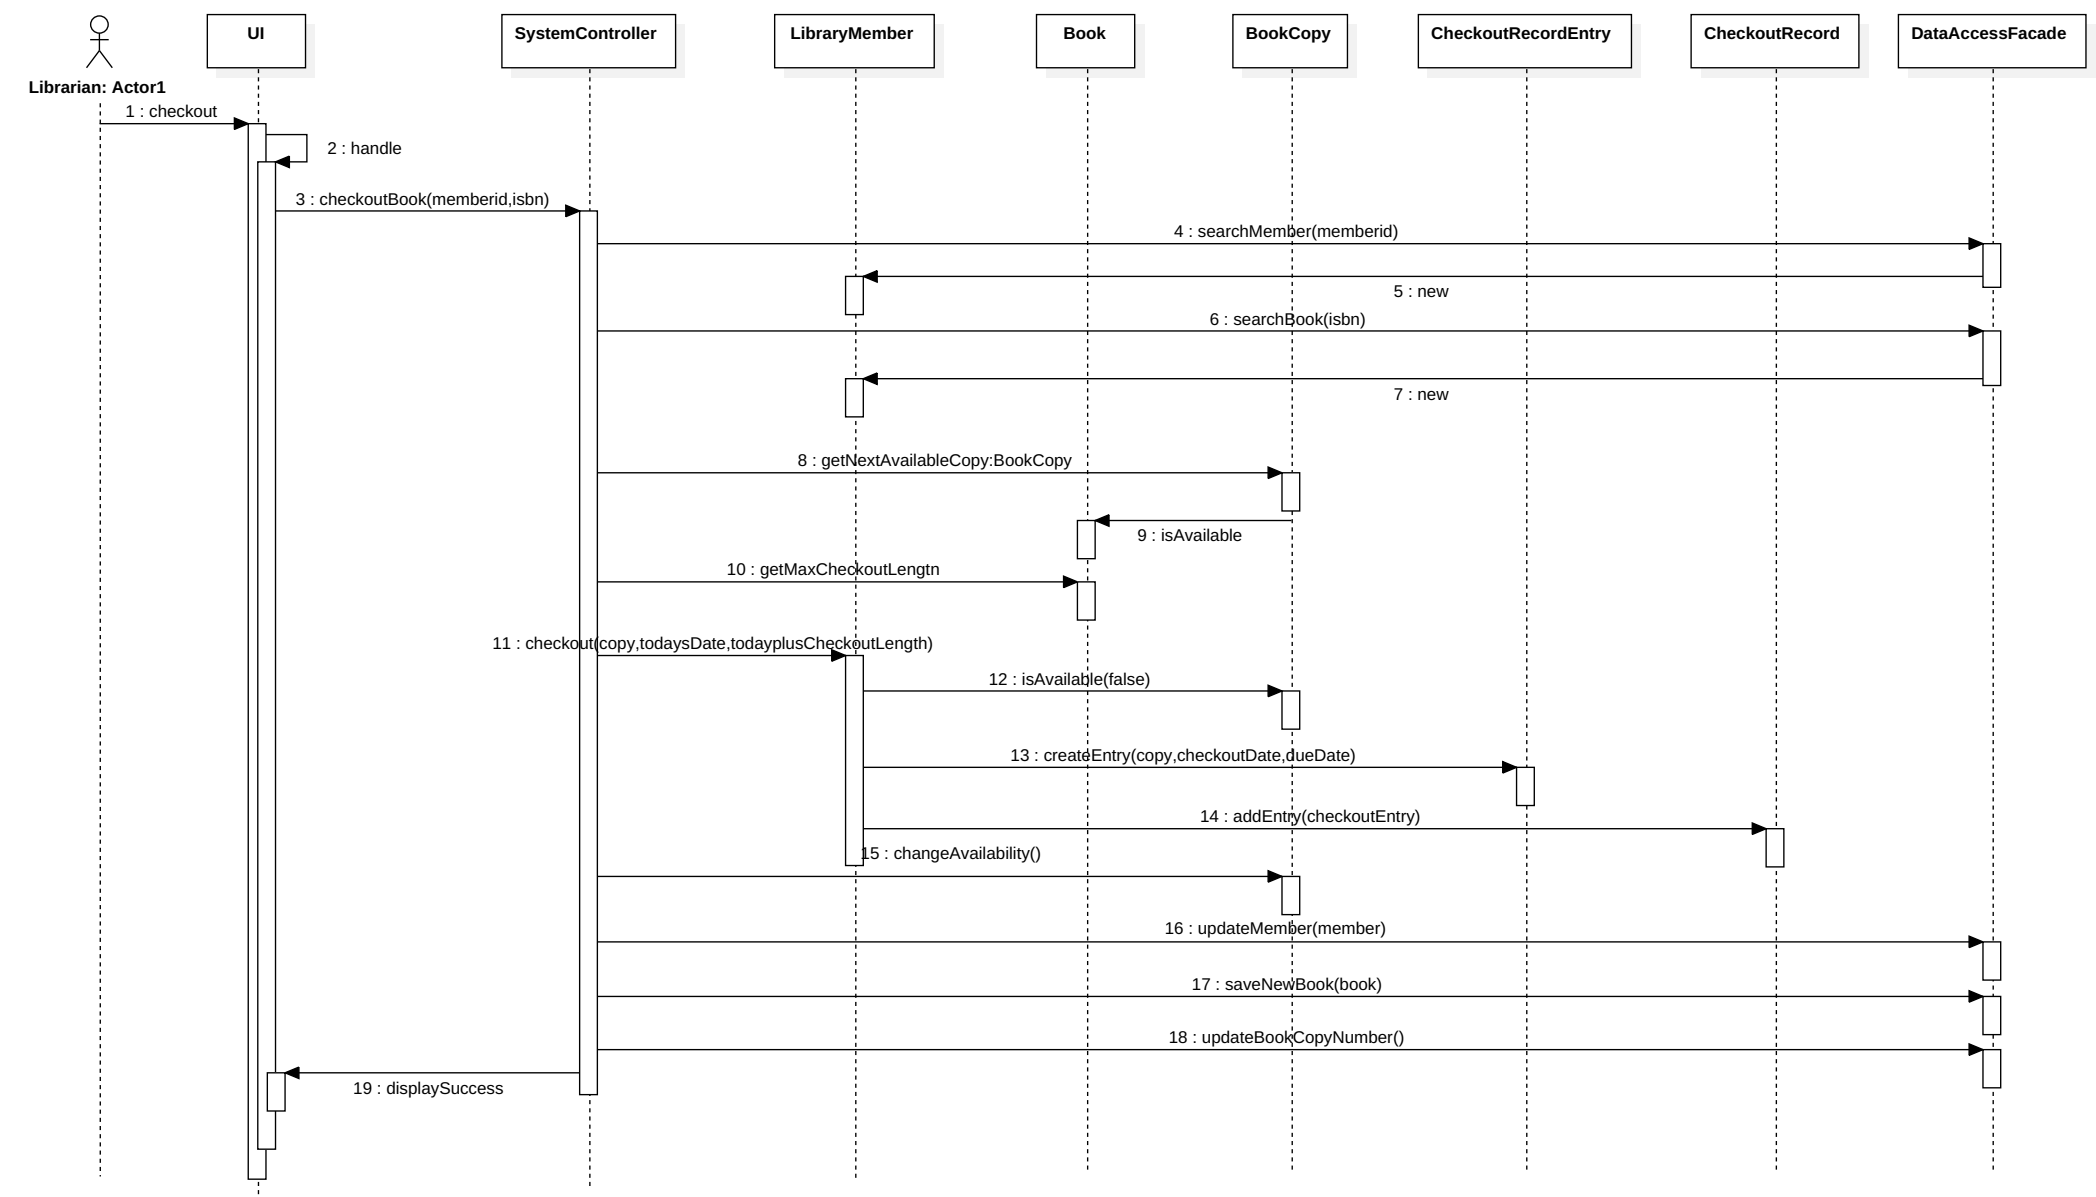 UI
SystemController
LibraryMember
Book
BookCopy
CheckoutRecordEntry
CheckoutRecord
DataAccessFacade
Librarian: Actor1
1 : checkout
2 : handle
3 : checkoutBook(memberid,isbn)
4 : searchMember(memberid)
5 : new
6 : searchBook(isbn)
7 : new
8 : getNextAvailableCopy:BookCopy
9 : isAvailable
10 : getMaxCheckoutLengtn
11 : checkout(copy,todaysDate,todayplusCheckoutLength)
12 : isAvailable(false)
13 : createEntry(copy,checkoutDate,dueDate)
14 : addEntry(checkoutEntry)
15 : changeAvailability()
16 : updateMember(member)
17 : saveNewBook(book)
18 : updateBookCopyNumber()
19 : displaySuccess